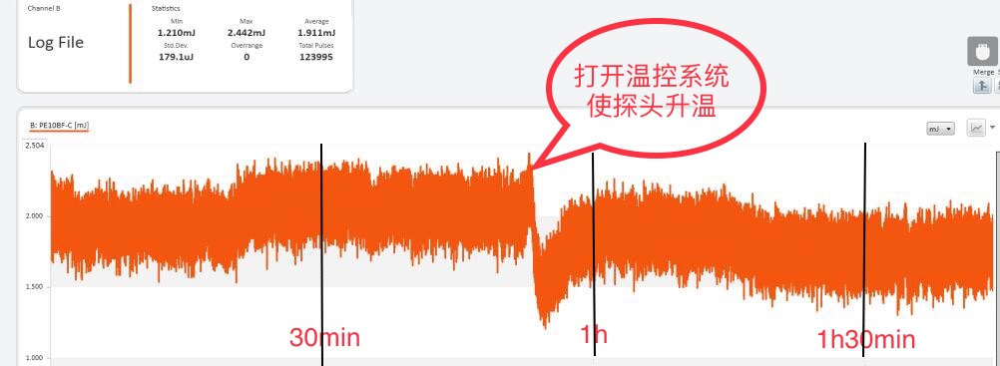 Channel B
Statistics
Log File
Min
Max
Average
1.210mJ
2.442mJ
1.911mJ
Std.Dev.
Overrange
Total Pulses
179.1uJ
0
123995
打开温控系统
使探头升温
Merge
B: PE10BF-C [mJ]
mJ
2.504
2.000
1.500
1.000
30min
1h
1h30min